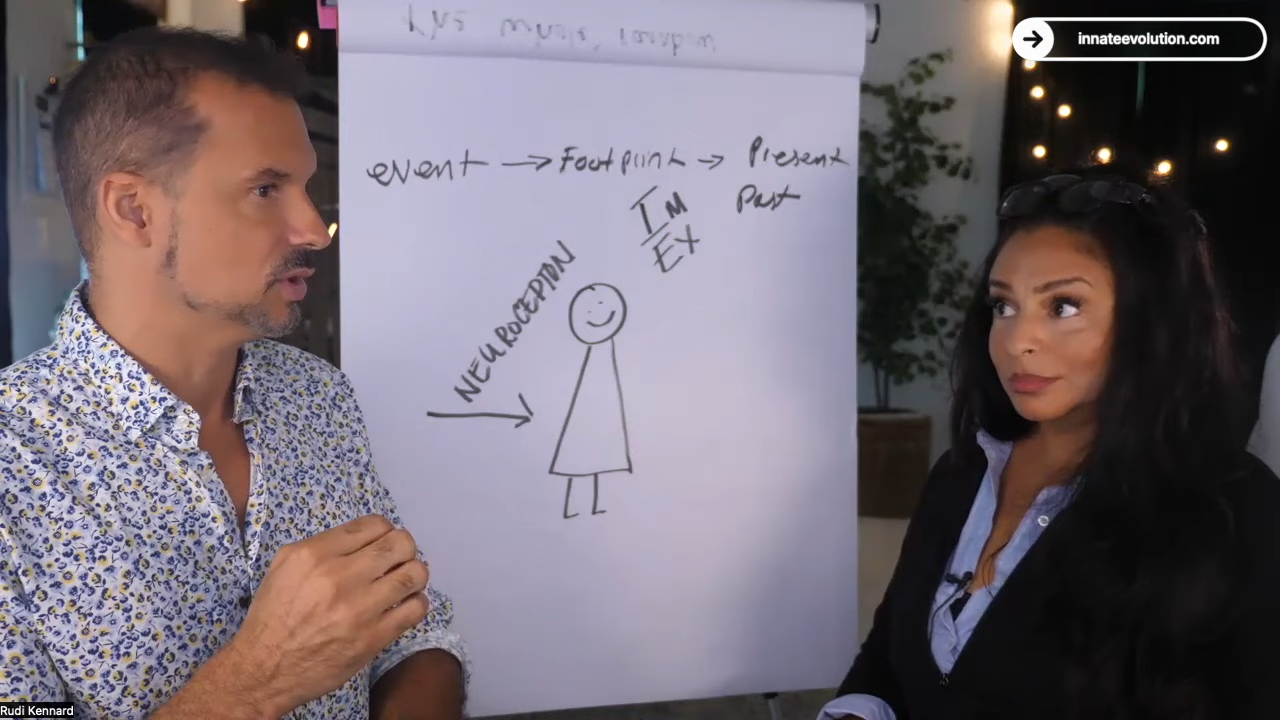 innateevolution.com
event → Footprint → Present
Past
IM
EX
NEUROCEPTION
Rudi Kennard